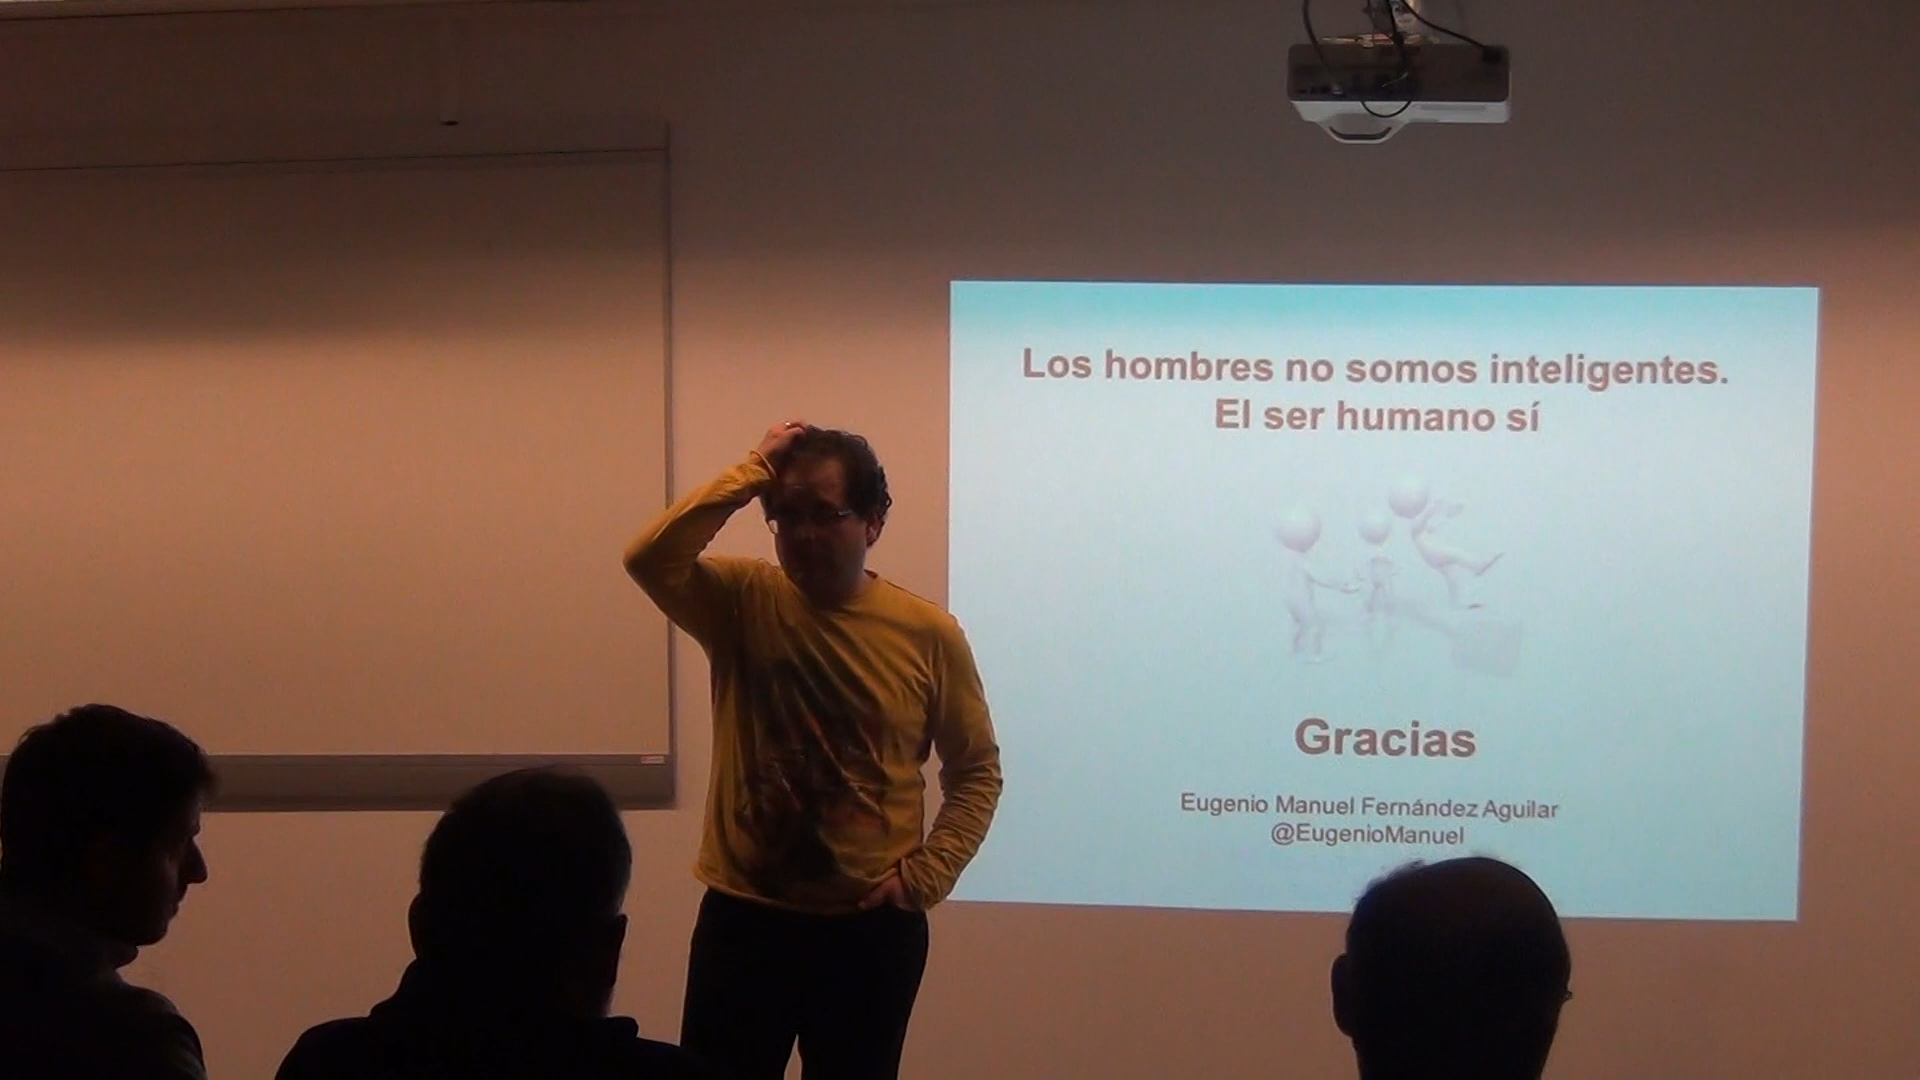 Los hombres no somos inteligentes.
El ser humano sí
Gracias
Eugenio Manuel Fernández Aguilar
@EugenioManuel